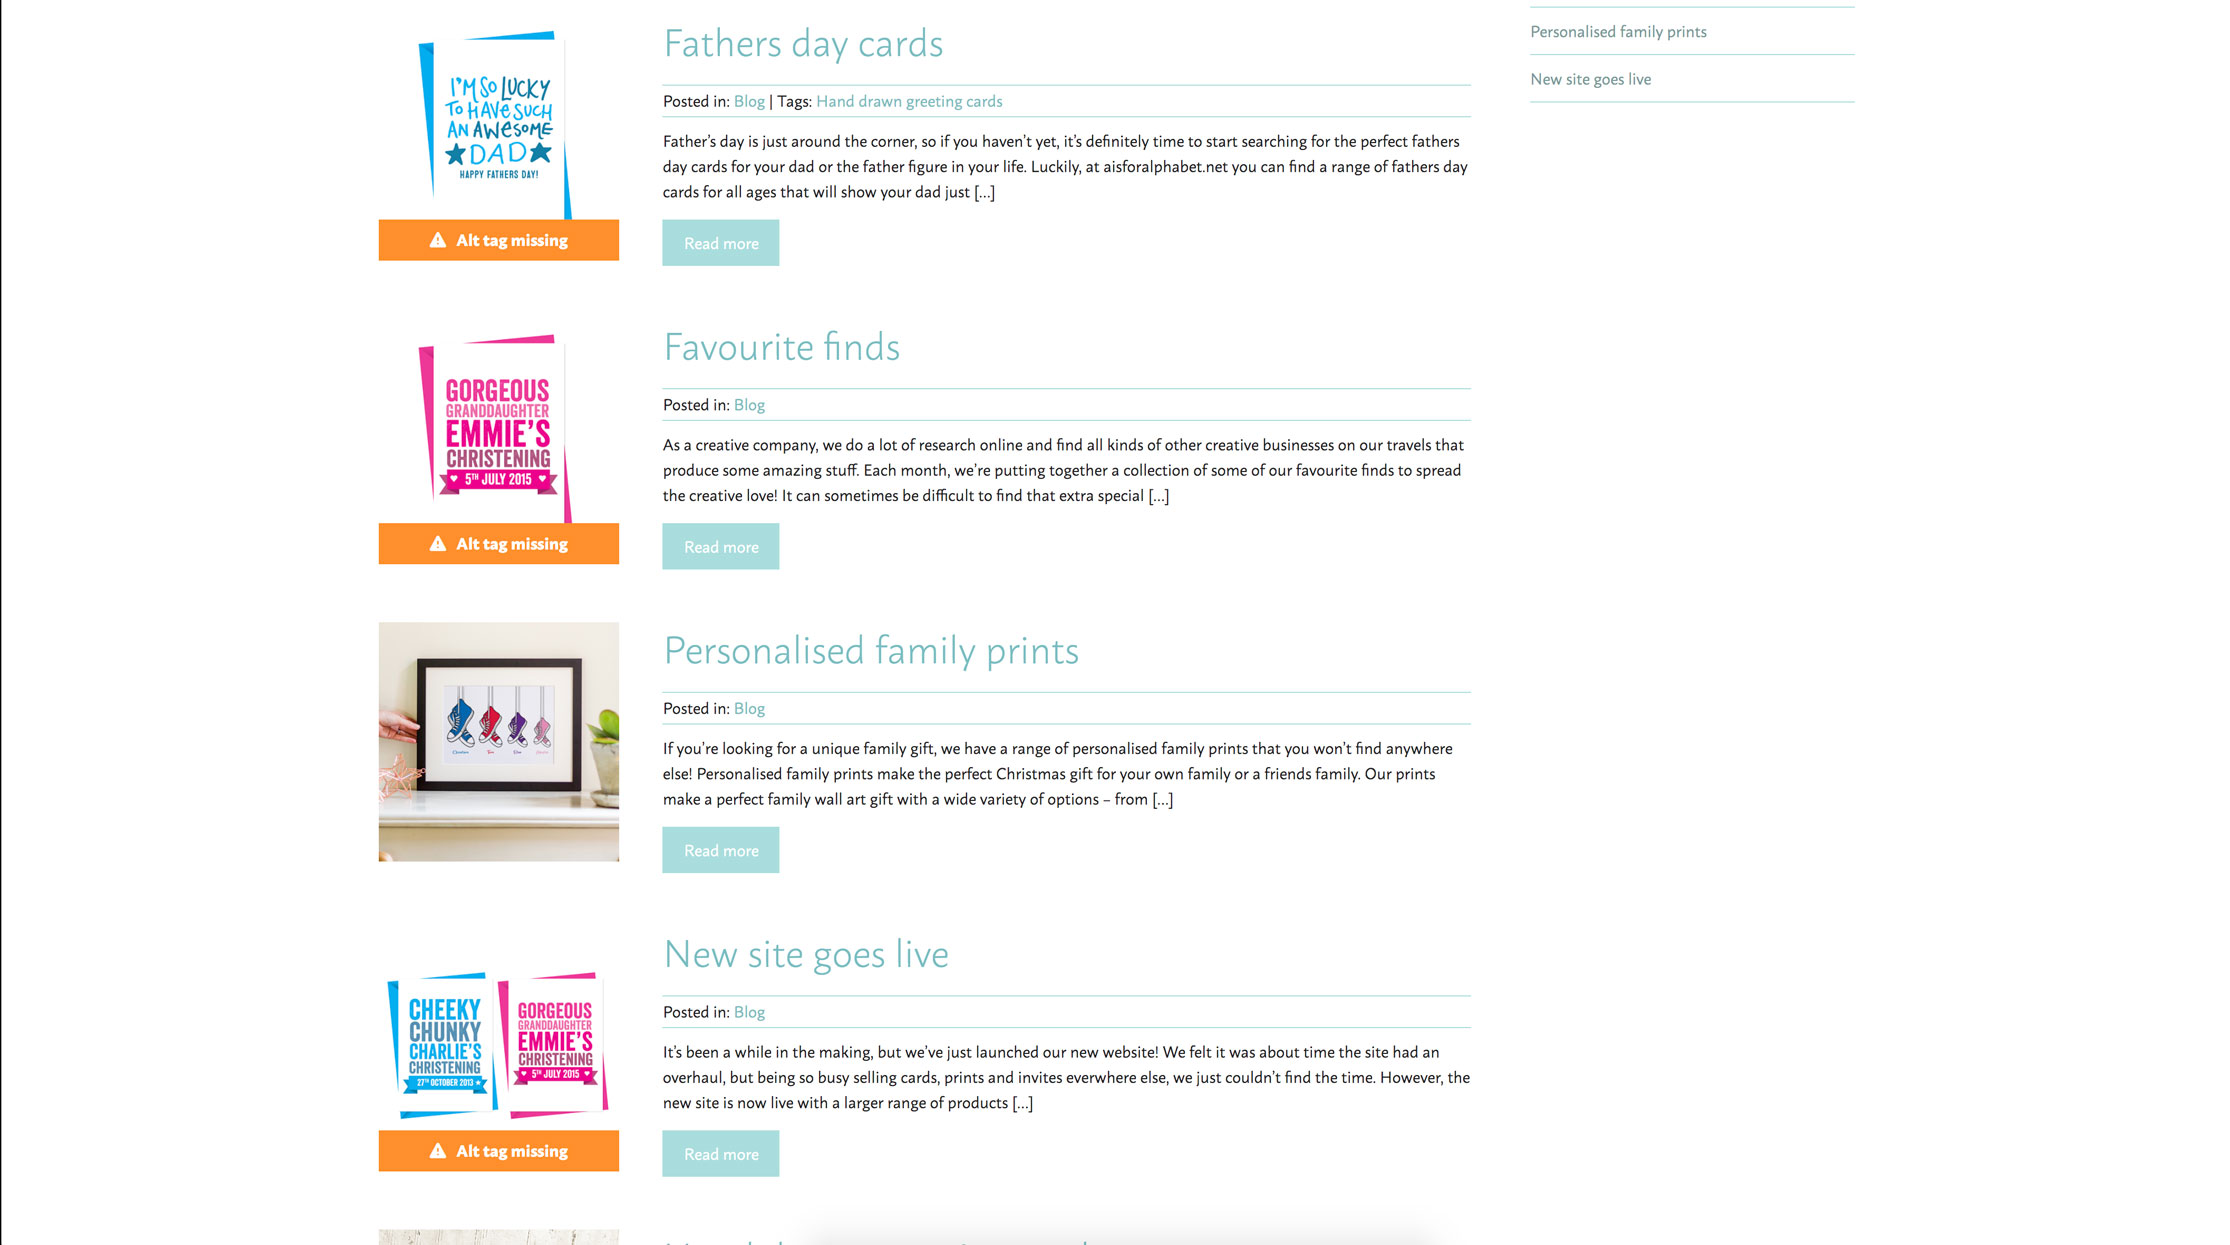 Personalised family prints
New site goes live
I'M SO LUCKY
TO HAVE SUCH
AN AWESOME
DAD
HAPPY FATHERS DAY!
Alt tag missing
Fathers day cards
Posted in: Blog | Tags: Hand drawn greeting cards
Father’s day is just around the corner, so if you haven’t yet, it’s definitely time to start searching for the perfect fathers
day cards for your dad or the father figure in your life. Luckily, at aisforalphabet.net you can find a range of fathers day
cards for all ages that will show your dad just [...]
Read more
GORGEOUS
GRANDDAUGHTER
EMMIE'S
CHRISTENING
5TH JULY 2015
Alt tag missing
Favourite finds
Posted in: Blog
As a creative company, we do a lot of research online and find all kinds of other creative businesses on our travels that
produce some amazing stuff. Each month, we’re putting together a collection of some of our favourite finds to spread
the creative love! It can sometimes be difficult to find that extra special [...]
Read more
Personalised family prints
Posted in: Blog
If you’re looking for a unique family gift, we have a range of personalised family prints that you won’t find anywhere
else! Personalised family prints make the perfect Christmas gift for your own family or a friends family. Our prints
make a perfect family wall art gift with a wide variety of options – from [...]
Read more
CHEEKY
CHUNKY
CHARLIE'S
CHRISTENING
27TH OCTOBER 2013
GORGEOUS
GRANDDAUGHTER
EMMIE'S
CHRISTENING
5TH JULY 2015
Alt tag missing
New site goes live
Posted in: Blog
It’s been a while in the making, but we’ve just launched our new website! We felt it was about time the site had an
overhaul, but being so busy selling cards, prints and invites everwhere else, we just couldn’t find the time. However, the
new site is now live with a larger range of products [...]
Read more